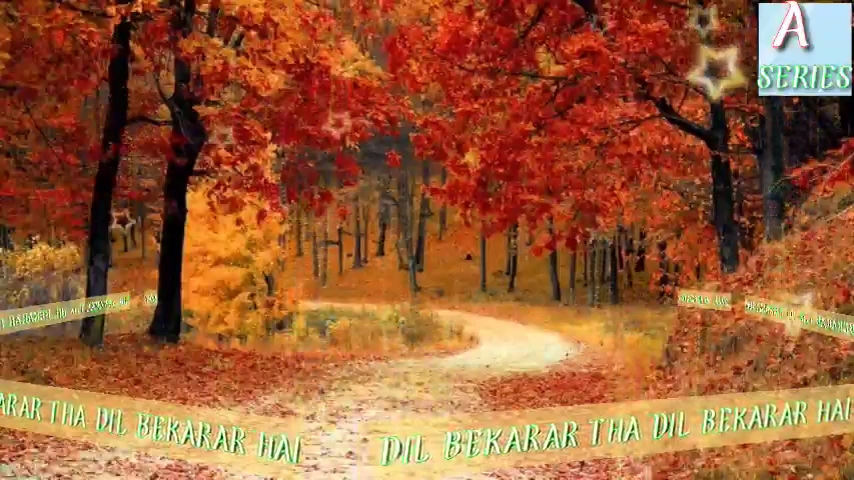 A
SERIES
ARAR THA DIL BEKARAR HAI
DIL BEKARAR THA DIL BEKARAR HAI